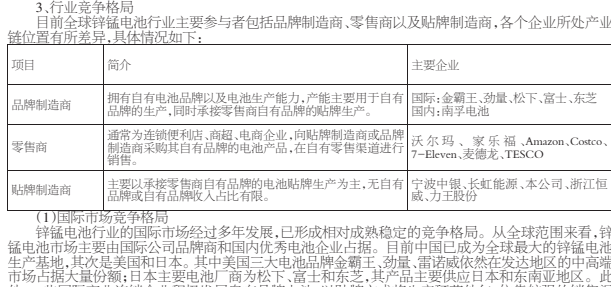 3、行业竞争格局
目前全球锌锰电池行业主要参与者包括品牌制造商、零售商以及贴牌制造商，各个企业所处产业
链位置有所差异，具体情况如下：
项目 简介 主要企业
品牌制造商
拥有自有电池品牌以及电池生产能力，产能主要用于自有
品牌的生产，同时承接零售商自有品牌的贴牌生产。
国际：金霸王、劲量、松下、富士、东芝
国内：南孚电池
零售商
通常为连锁便利店、商超、电商企业，向贴牌制造商或品牌
制造商采购其自有品牌的电池产品，在自有零售渠道进行
销售。
沃尔玛、家乐福、Amazon、Costco、
7-Eleven、麦德龙、TESCO
贴牌制造商
主要以承接零售商自有品牌的电池贴牌生产为主，无自有
品牌或自有品牌收入占比有限。
宁波中银、长虹能源、本公司、浙江恒
威、力王股份
（1）国际市场竞争格局
锌锰电池行业的国际市场经过多年发展，已形成相对成熟稳定的竞争格局。从全球范围来看，锌
锰电池市场主要由国际公司品牌商和国内优秀电池企业占据。目前中国已成为全球最大的锌锰电池
生产基地，其次是美国和日本。其中美国三大电池品牌金霸王、劲量、雷诺威依然在发达地区的中高端
市场占据大量份额；日本主要电池厂商为松下、富士和东芝，其产品主要供应日本和东南亚地区。此